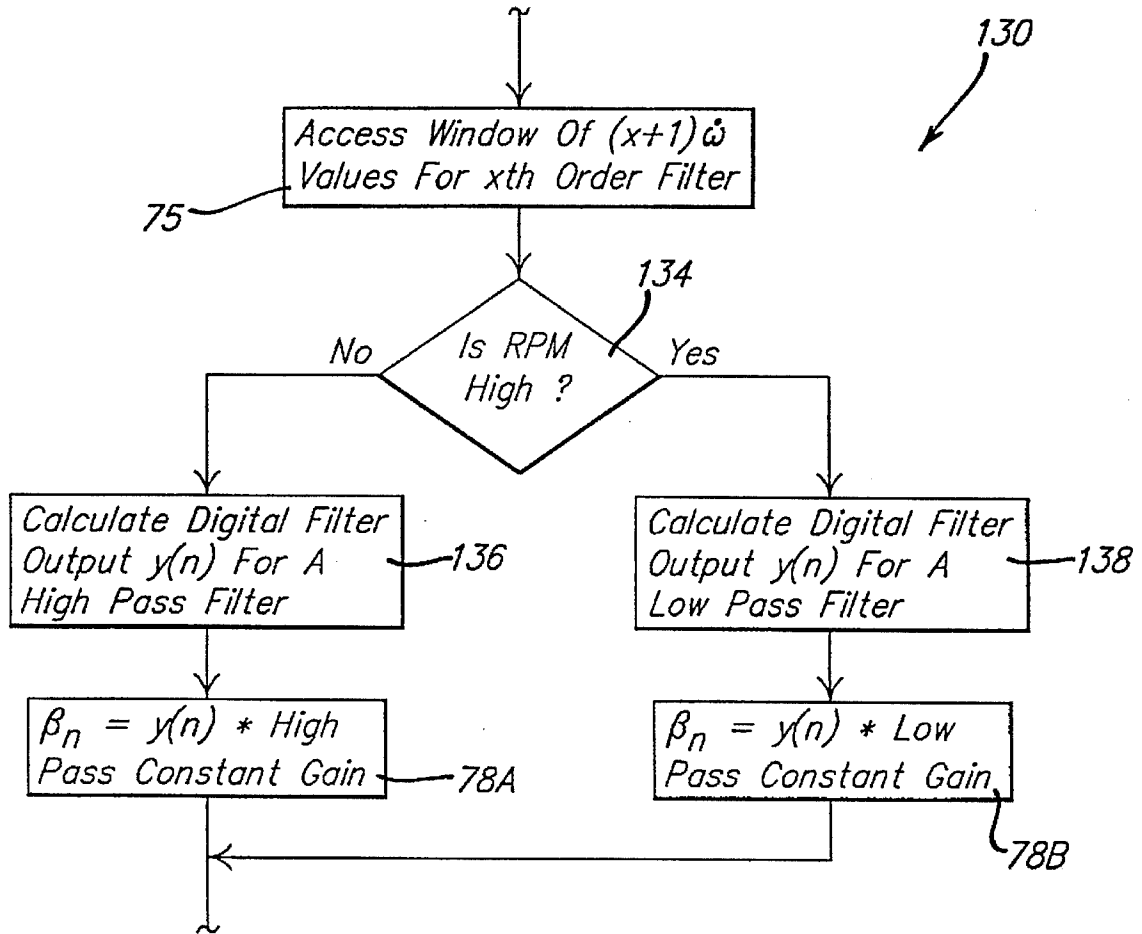 130
Access Window Of (x+1) ω̇
Values For xth Order Filter
75
134
Is RPM
High ?
No
Yes
Calculate Digital Filter
Output y(n) For A
High Pass Filter
136
Calculate Digital Filter
Output y(n) For A
Low Pass Filter
138
βn = y(n) * High
Pass Constant Gain
78A
βn = y(n) * Low
Pass Constant Gain
78B